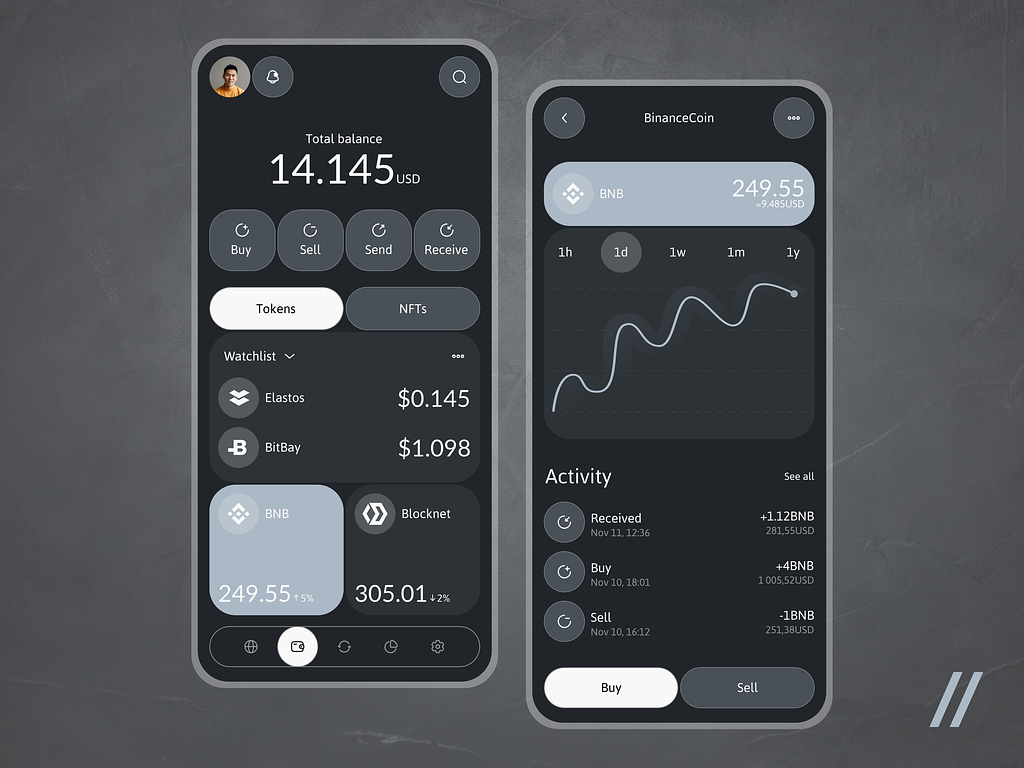 Total balance
14.145USD
Buy
Sell
Send
Receive
Tokens
NFTs
Watchlist
Elastos
$0.145
BitBay
$1.098
BNB
249.55↑5%
Blocknet
305.01↓2%
BinanceCoin
BNB
249.55
=9.485USD
1h 1d 1w 1m 1y
Activity
See all
Received
+1.12BNB
Nov 11, 12:36
281,55USD
Buy
+4BNB
Nov 10, 18:01
1 005,52USD
Sell
-1BNB
Nov 10, 16:12
251,38USD
Buy
Sell